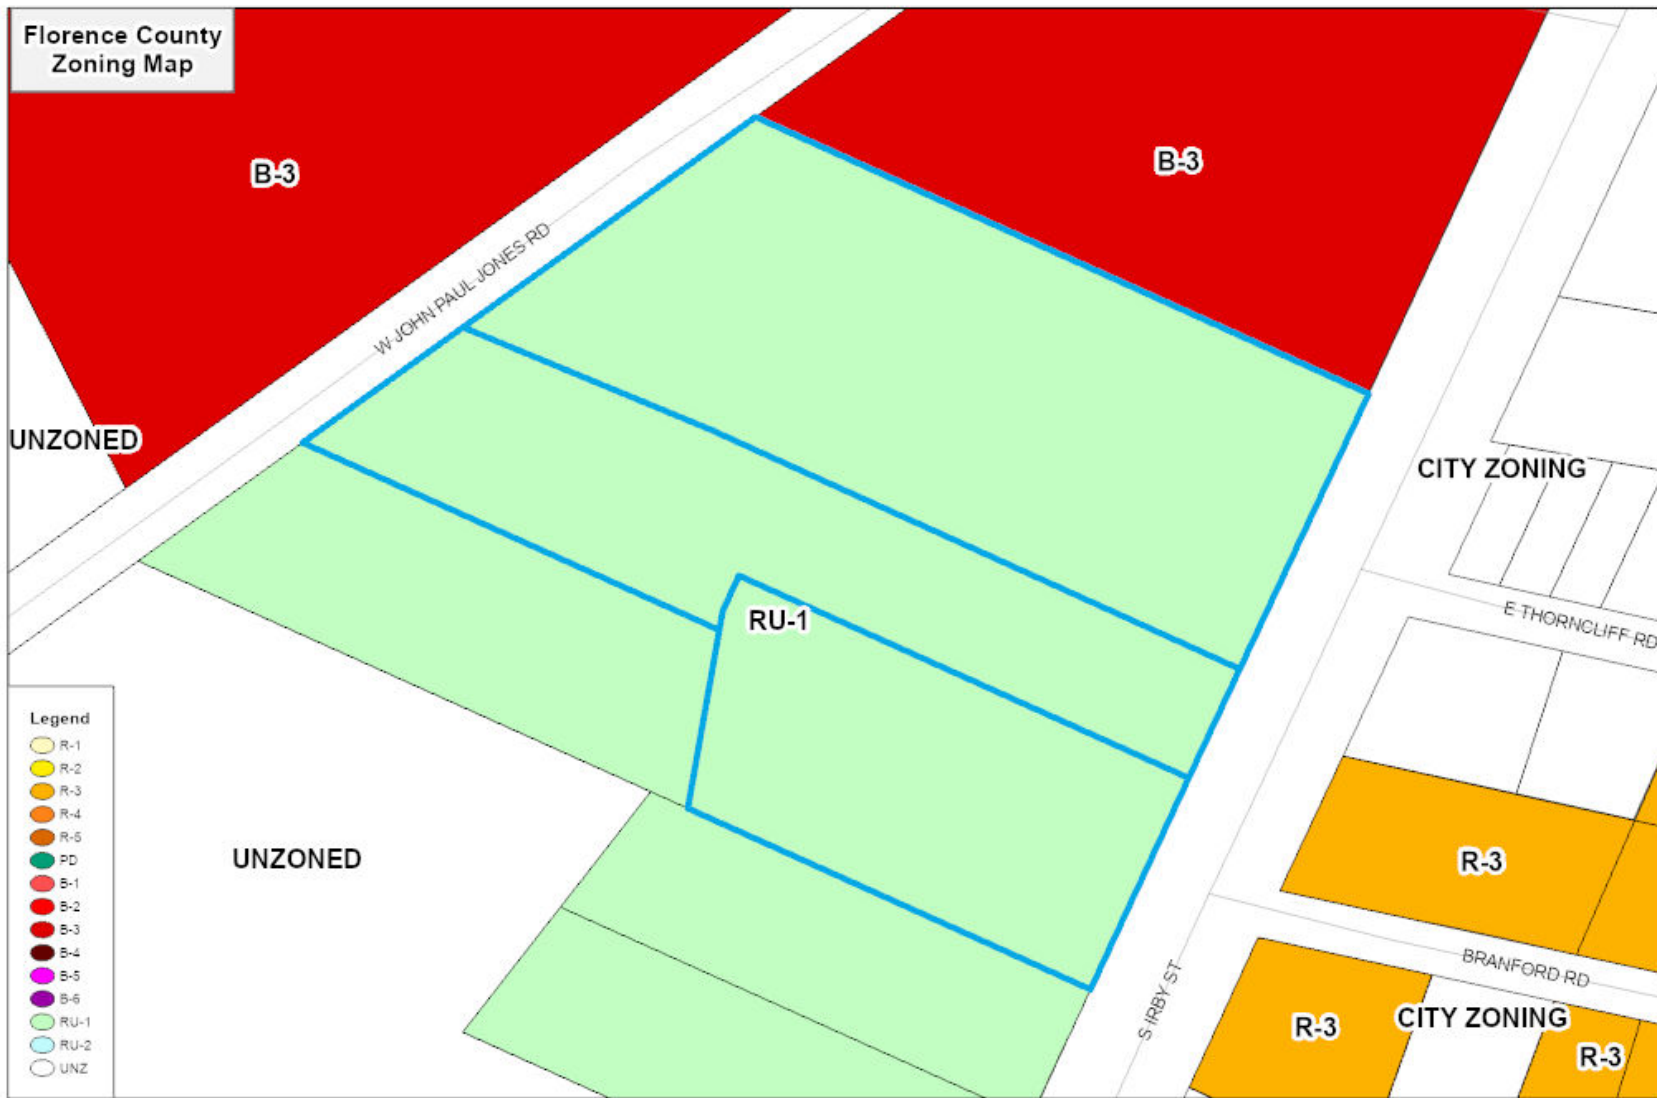 Florence County
Zoning Map
B-3
B-3
W JOHN PAUL JONES RD
UNZONED
CITY ZONING
E THORNCLIFF RD
RU-1
Legend
R-1
R-2
R-3
R-4
R-5
PD
B-1
B-2
B-3
B-4
B-5
B-6
RU-1
RU-2
UNZ
UNZONED
R-3
BRANFORD RD
S IRBY ST
R-3
CITY ZONING
R-3